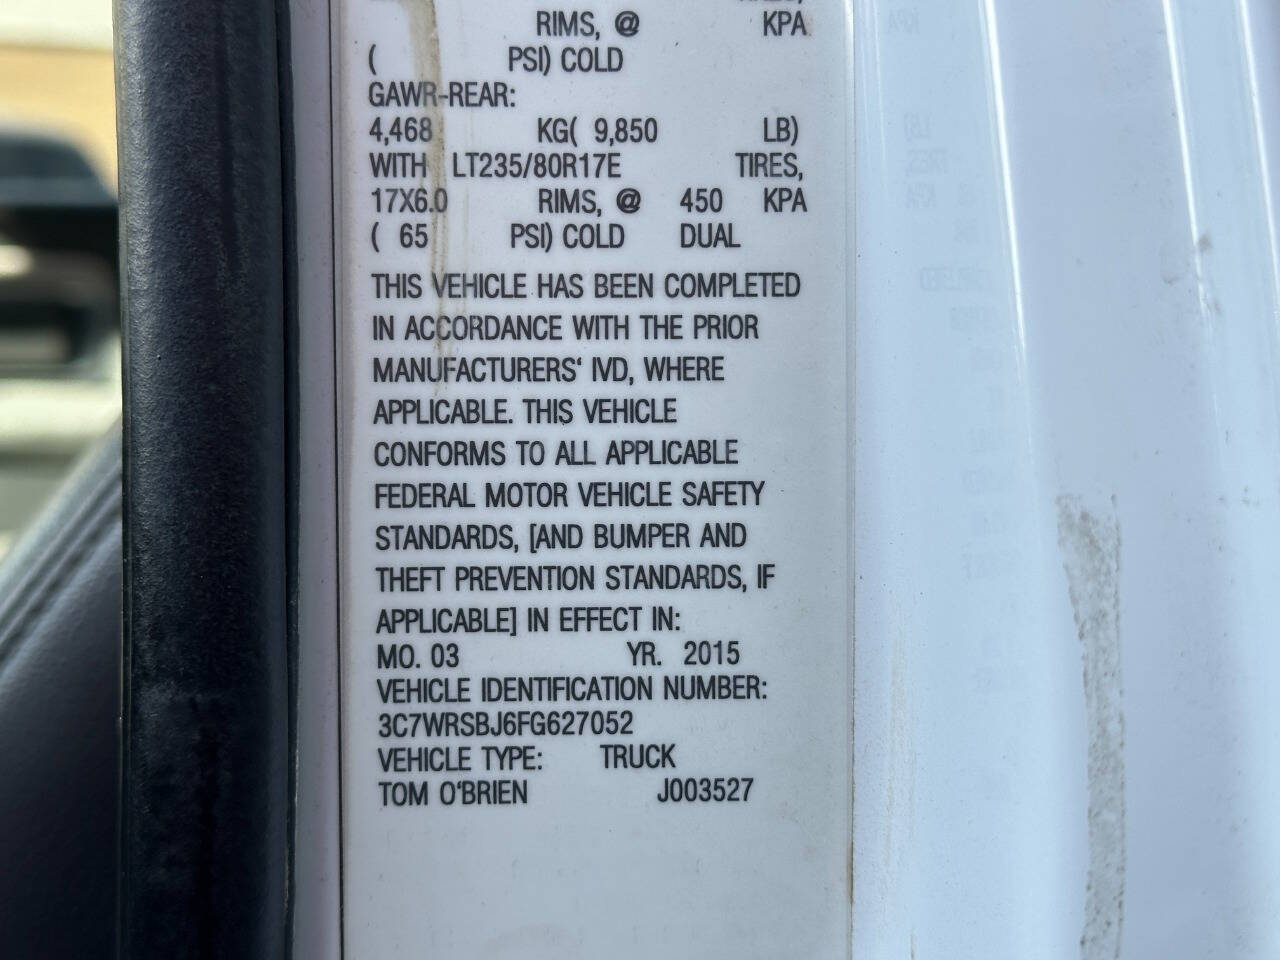 RIMS, @ KPA
( PSI) COLD
GAWR-REAR:
4,468 KG( 9,850 LB)
WITH LT235/80R17E TIRES,
17X6.0 RIMS, @ 450 KPA
( 65 PSI) COLD DUAL
THIS VEHICLE HAS BEEN COMPLETED
IN ACCORDANCE WITH THE PRIOR
MANUFACTURERS' IVD, WHERE
APPLICABLE. THIS VEHICLE
CONFORMS TO ALL APPLICABLE
FEDERAL MOTOR VEHICLE SAFETY
STANDARDS, [AND BUMPER AND
THEFT PREVENTION STANDARDS, IF
APPLICABLE] IN EFFECT IN:
MO. 03 YR. 2015
VEHICLE IDENTIFICATION NUMBER:
3C7WRSBJ6FG627052
VEHICLE TYPE: TRUCK
TOM O'BRIEN J003527